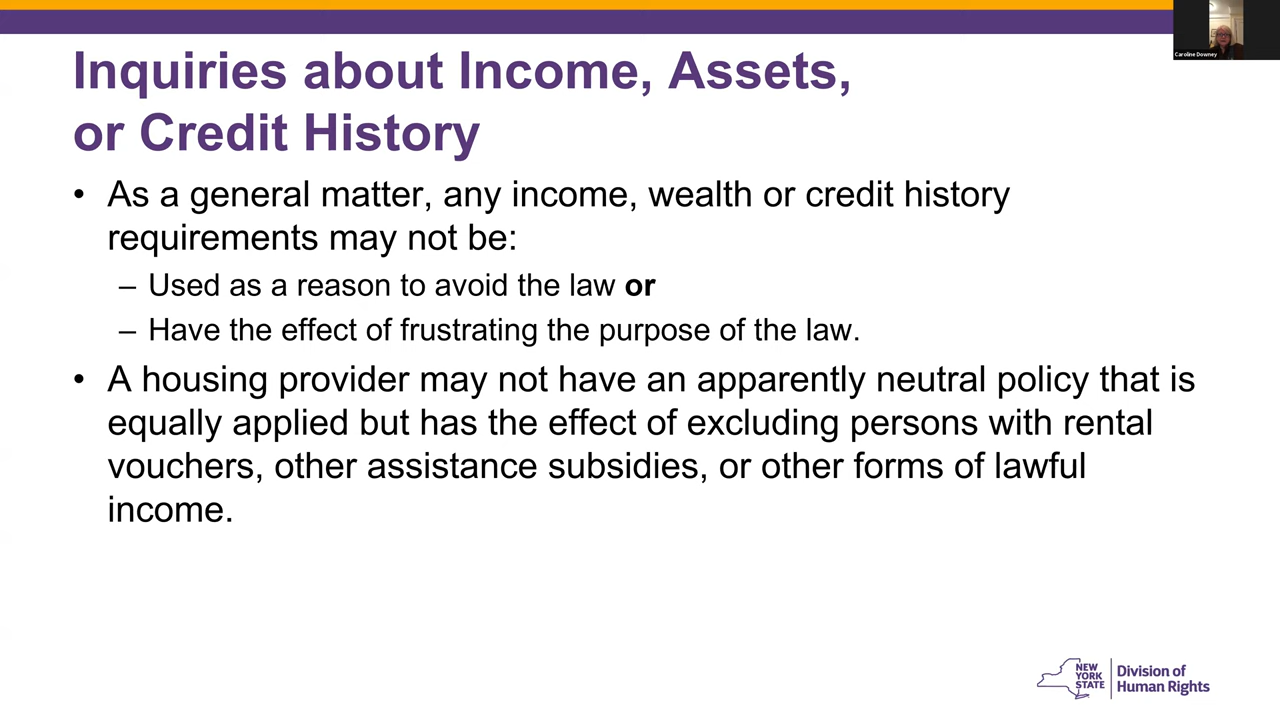 Caroline Downey
Inquiries about Income, Assets,
or Credit History
• As a general matter, any income, wealth or credit history
requirements may not be:
– Used as a reason to avoid the law or
– Have the effect of frustrating the purpose of the law.
• A housing provider may not have an apparently neutral policy that is
equally applied but has the effect of excluding persons with rental
vouchers, other assistance subsidies, or other forms of lawful
income.
NEW
YORK
STATE
Division of
Human Rights